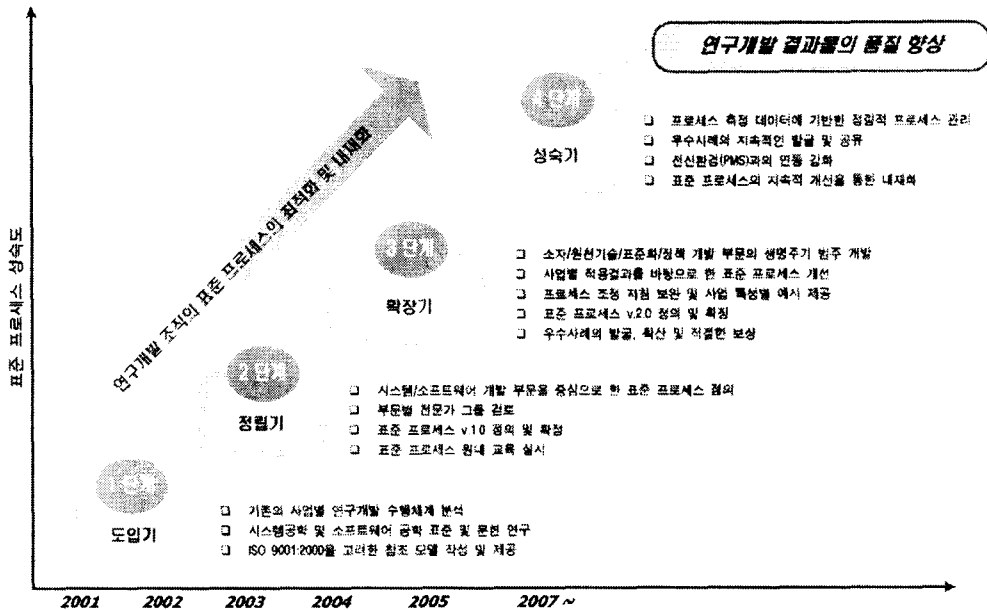 연구개발 결과물의 품질 향상
4 단계
성숙기
❑ 프로세스 측정 데이터에 기반한 정량적 프로세스 관리
❑ 우수사례의 지속적인 발굴 및 공유
❑ 전산환경(PMS)과의 연동 강화
❑ 표준 프로세스의 지속적 개선을 통한 내재화
연구개발 조직의 표준 프로세스의 최적화 및 내재화
표준 프로세스 성숙도
3 단계
확장기
❑ 소자/원천기술/표준화/정책 개발 부문의 생명주기 범주 개발
❑ 사업별 적용결과를 바탕으로 한 표준 프로세스 개선
❑ 프로세스 조정 지침 보완 및 사업 특성별 예시 제공
❑ 표준 프로세스 v.2.0 정의 및 확정
❑ 우수사례의 발굴, 확산 및 적절한 보상
2 단계
정립기
❑ 시스템/소프트웨어 개발 부문을 중심으로 한 표준 프로세스 정의
❑ 부문별 전문가 그룹 검토
❑ 표준 프로세스 v.1.0 정의 및 확정
❑ 표준 프로세스 원내 교육 실시
1 단계
도입기
❑ 기존의 사업별 연구개발 수행체계 분석
❑ 시스템공학 및 소프트웨어 공학 표준 및 문헌 연구
❑ ISO 9001:2000을 고려한 참조 모델 작성 및 제공
2001 2002 2003 2004 2005 2007 ~